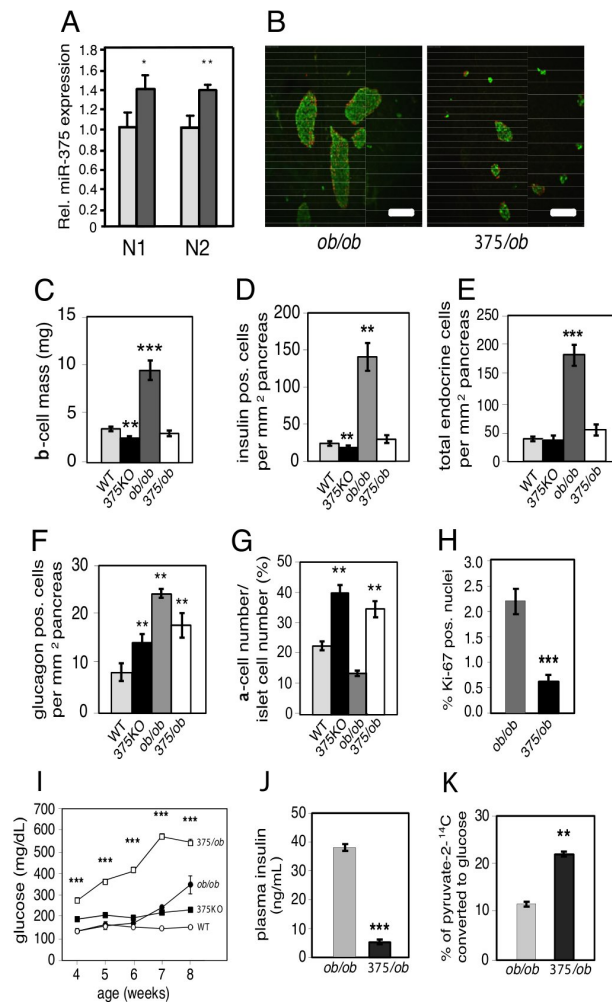 A
Rel. miR-375 expression
1.8
1.6
1.4
1.2
1.0
0.8
0.6
0.4
0.2
0
*
**
N1 N2
B
ob/ob 375/ob
C
b-cell mass (mg)
15
10
5
0
**
***
WT 375KO ob/ob 375/ob
D
insulin pos. cells
per mm 2 pancreas
200
150
100
50
0
**
**
WT 375KO ob/ob 375/ob
E
total endocrine cells
per mm 2 pancreas
250
200
150
100
50
0
***
WT 375KO ob/ob 375/ob
F
glucagon pos. cells
per mm 2 pancreas
30
20
10
0
**
**
**
WT 375KO ob/ob 375/ob
G
a-cell number/
islet cell number (%)
50
40
30
20
10
0
**
**
WT 375KO ob/ob 375/ob
H
% Ki-67 pos. nuclei
3.0
2.5
2.0
1.5
1.0
0.5
0.0
***
ob/ob 375/ob
I
glucose (mg/dL)
700
600
500
400
300
200
100
0
*** *** *** *** ***
375/ob
ob/ob
375KO
WT
4 5 6 7 8
age (weeks)
J
plasma insulin
(ng/mL)
50
40
30
20
10
0
***
ob/ob 375/ob
K
% of pyruvate-2-14C
converted to glucose
30
20
10
0
**
ob/ob 375/ob